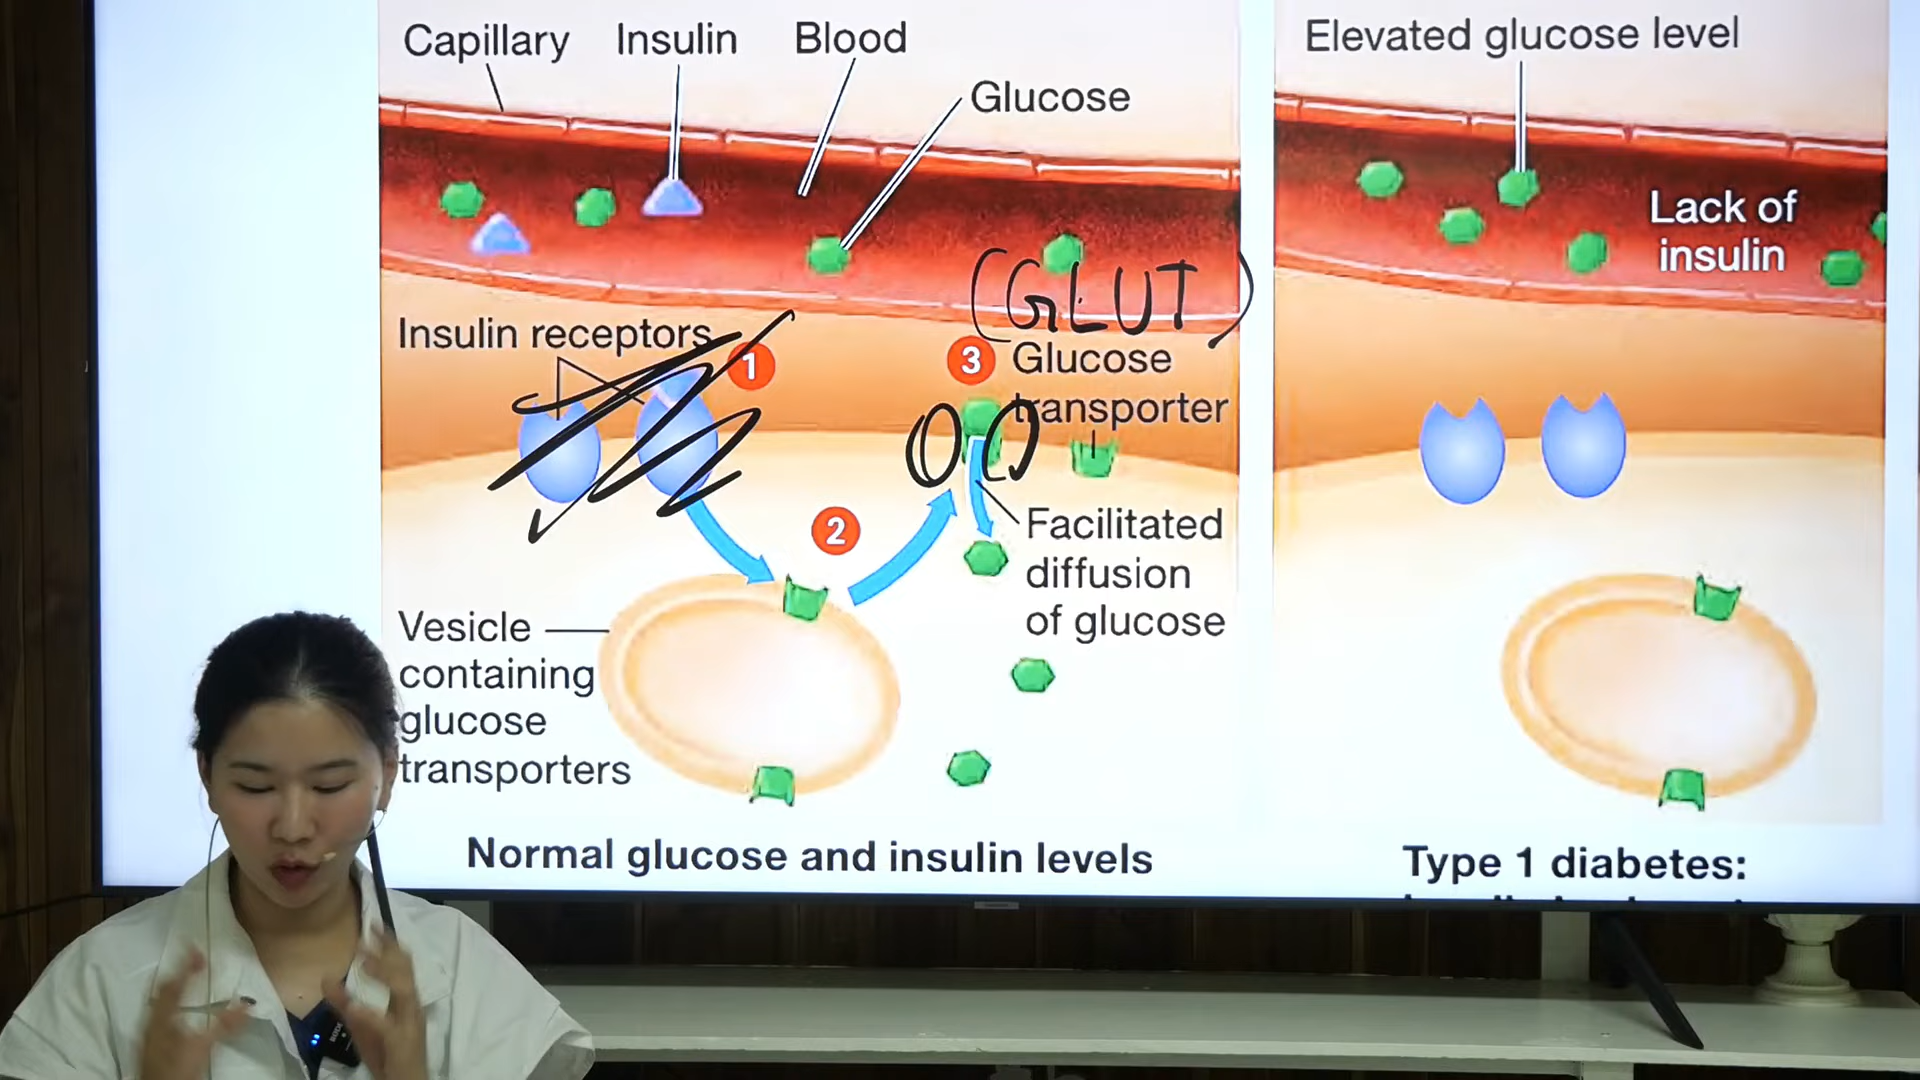 Capillary
Insulin
Blood
Glucose
Insulin receptors
1
(GLUT)
3
Glucose
transporter
2
Facilitated
diffusion
of glucose
Vesicle
containing
glucose
transporters
Normal glucose and insulin levels
Elevated glucose level
Lack of
insulin
Type 1 diabetes: